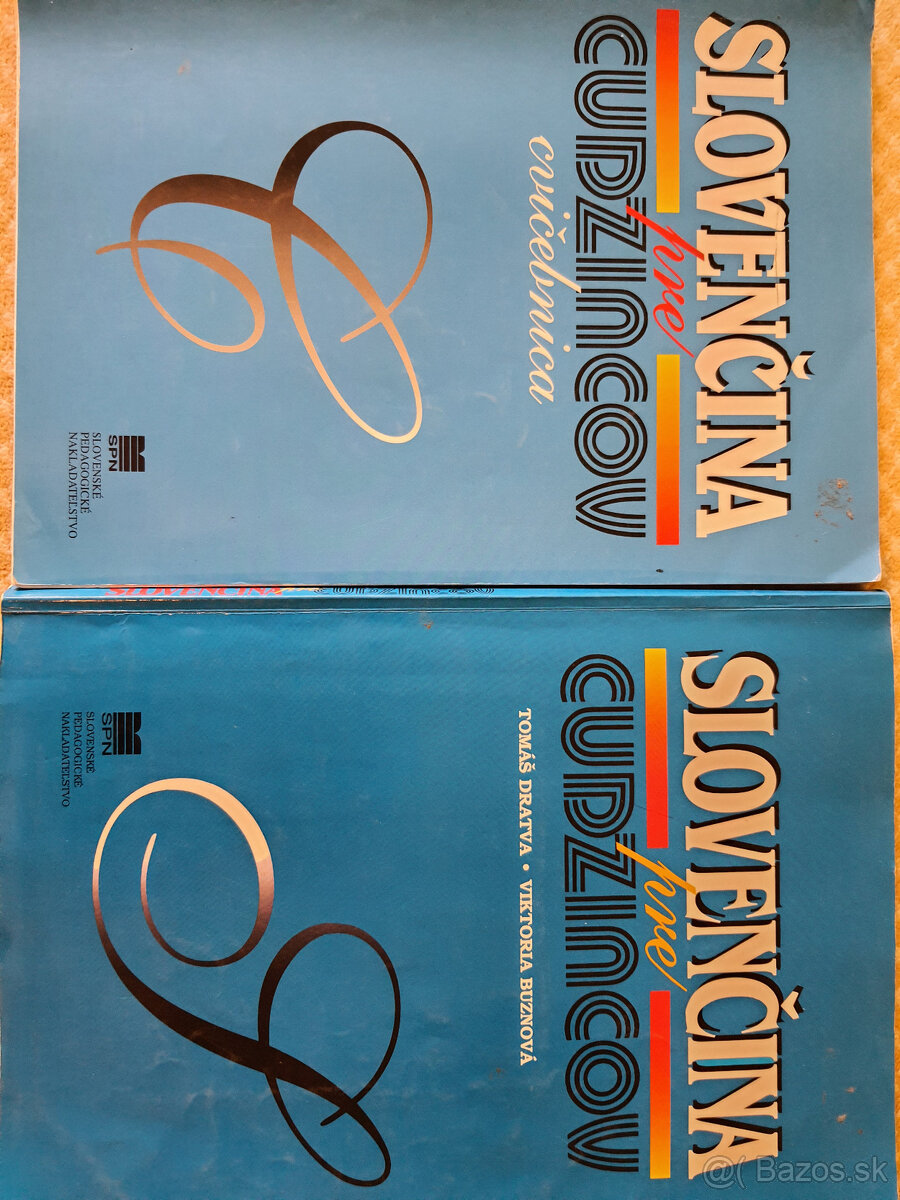 SLOVENČINA
pre
CUDZINCOV
cvičebnica
SPN
SLOVENSKÉ
PEDAGOGICKÉ
NAKLADATEĽSTVO
SLOVENČINA
SLOVENČINA
pre
CUDZINCOV
TOMÁŠ DRATVA • VIKTORIA BUZNOVÁ
SPN
SLOVENSKÉ
PEDAGOGICKÉ
NAKLADATEĽSTVO
Bazos.sk